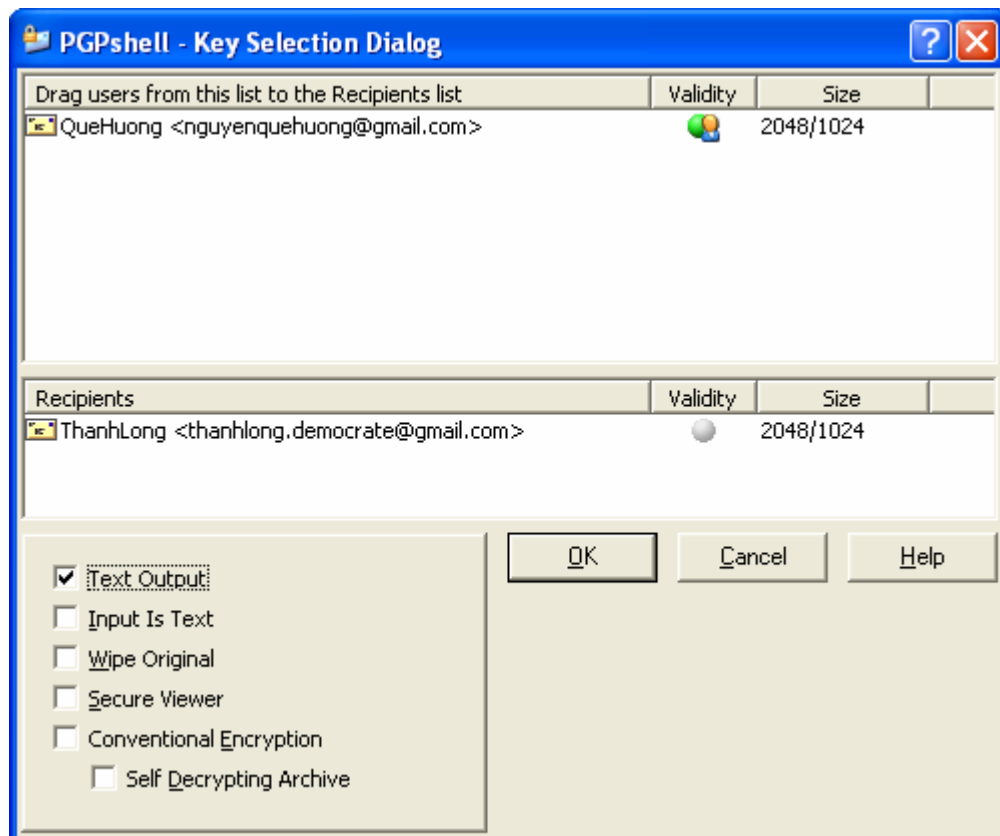 PGPshell - Key Selection Dialog
Drag users from this list to the Recipients list Validity Size
QueHuong <nguyenquehuong@gmail.com> 2048/1024
Recipients Validity Size
ThanhLong <thanhlong.democrate@gmail.com> 2048/1024
OK Cancel Help
Text Output
Input Is Text
Wipe Original
Secure Viewer
Conventional Encryption
Self Decrypting Archive